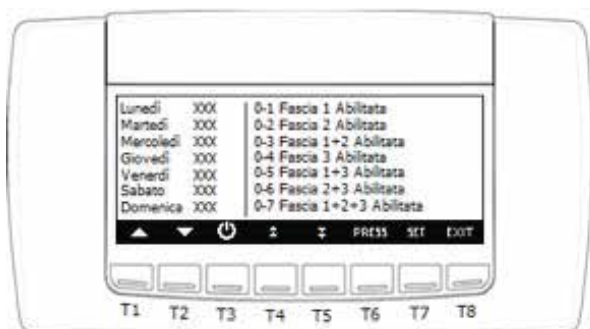 Lunedì XXX
Martedì XXX
Mercoledì XXX
Giovedì XXX
Venerdì XXX
Sabato XXX
Domenica XXX
0-1 Fascia 1 Abilitata
0-2 Fascia 2 Abilitata
0-3 Fascia 1+2 Abilitata
0-4 Fascia 3 Abilitata
0-5 Fascia 1+3 Abilitata
0-6 Fascia 2+3 Abilitata
0-7 Fascia 1+2+3 Abilitata
PRESS SET EXIT
T1 T2 T3 T4 T5 T6 T7 T8